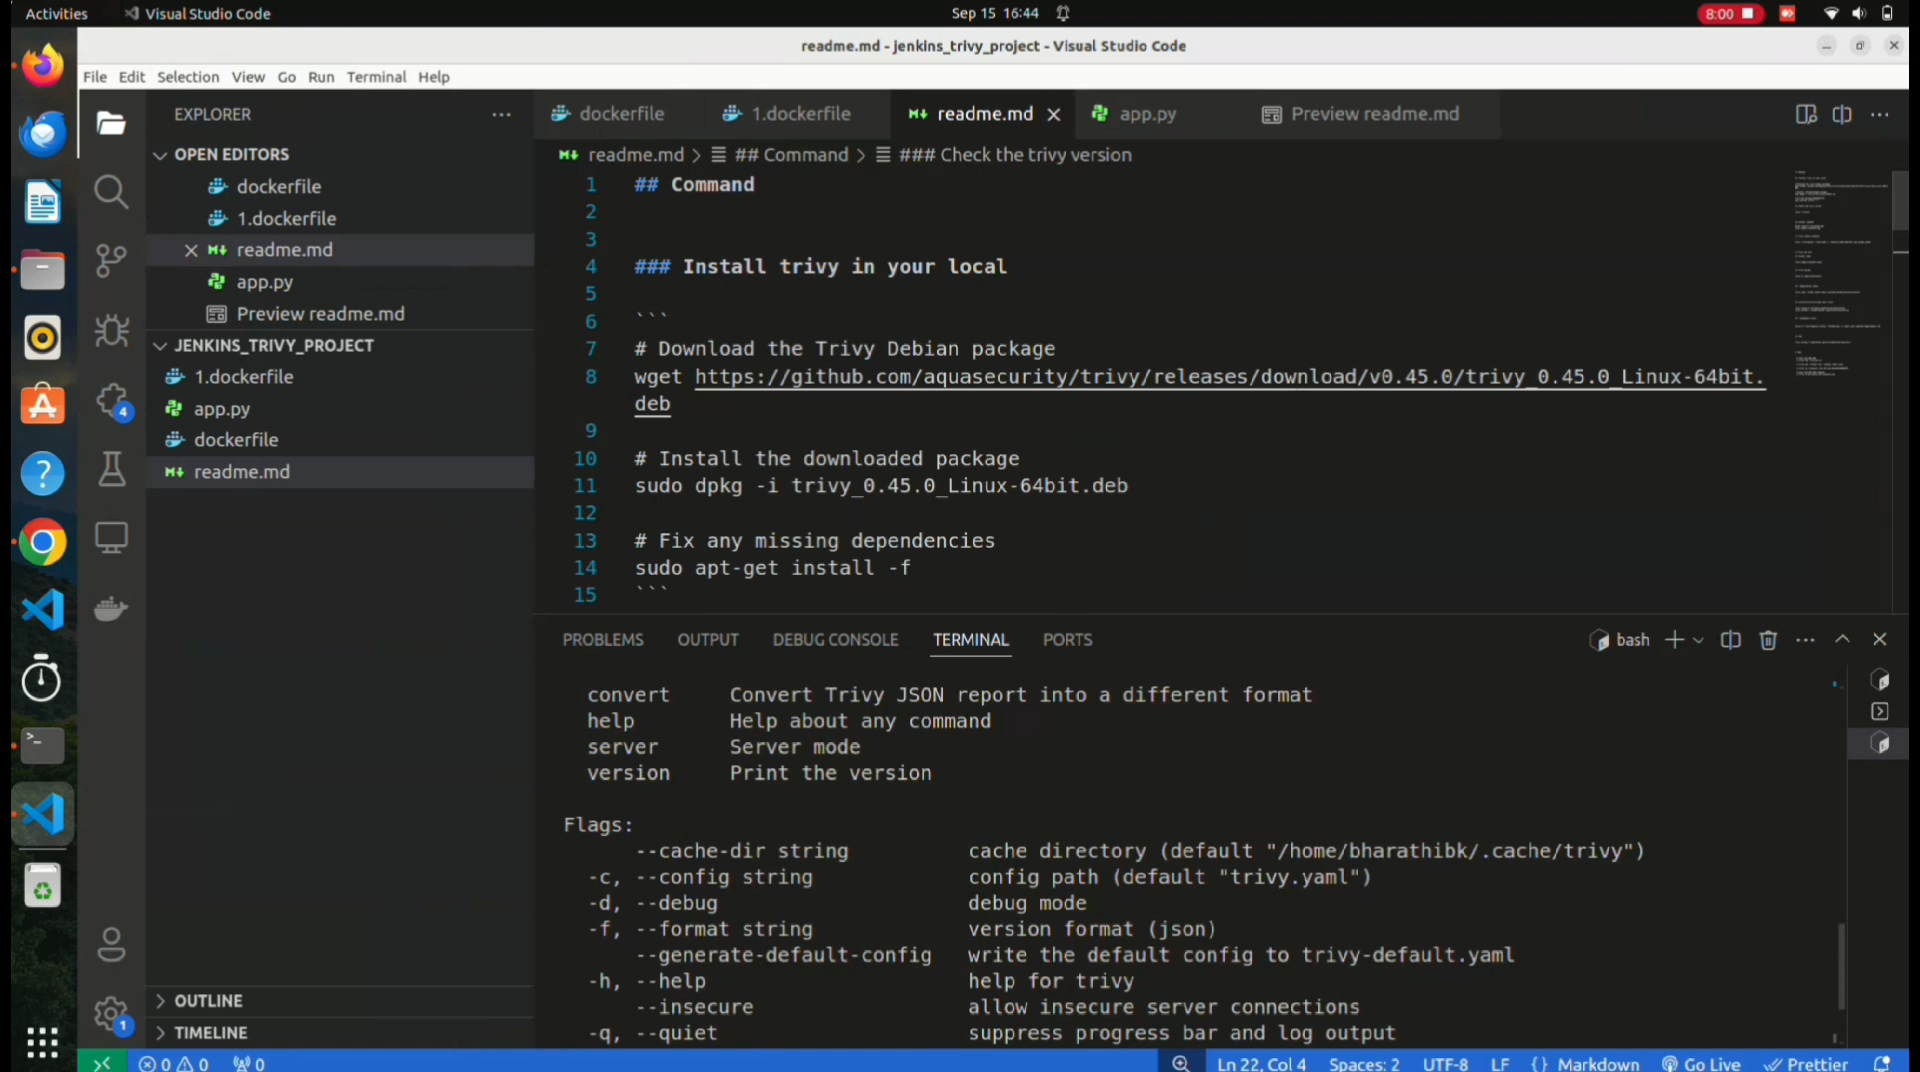 Activities
Visual Studio Code
Sep 15 16:44
8:00
readme.md - jenkins_trivy_project - Visual Studio Code
File Edit Selection View Go Run Terminal Help
EXPLORER
OPEN EDITORS
dockerfile
1.dockerfile
readme.md
app.py
Preview readme.md
JENKINS_TRIVY_PROJECT
1.dockerfile
app.py
dockerfile
readme.md
OUTLINE
TIMELINE
4
1
dockerfile 1.dockerfile readme.md app.py Preview readme.md
readme.md > ## Command > ### Check the trivy version
1 ## Command
2
3
4 ### Install trivy in your local
5
6 ```
7 # Download the Trivy Debian package
8 wget https://github.com/aquasecurity/trivy/releases/download/v0.45.0/trivy_0.45.0_Linux-64bit.
deb
9
10 # Install the downloaded package
11 sudo dpkg -i trivy_0.45.0_Linux-64bit.deb
12
13 # Fix any missing dependencies
14 sudo apt-get install -f
15 ```
PROBLEMS OUTPUT DEBUG CONSOLE TERMINAL PORTS
bash
convert Convert Trivy JSON report into a different format
help Help about any command
server Server mode
version Print the version
Flags:
--cache-dir string cache directory (default "/home/bharathibk/.cache/trivy")
-c, --config string config path (default "trivy.yaml")
-d, --debug debug mode
-f, --format string version format (json)
--generate-default-config write the default config to trivy-default.yaml
-h, --help help for trivy
--insecure allow insecure server connections
-q, --quiet suppress progress bar and log output
0 0 0
Ln 22, Col 4 Spaces: 2 UTF-8 LF {} Markdown Go Live Prettier